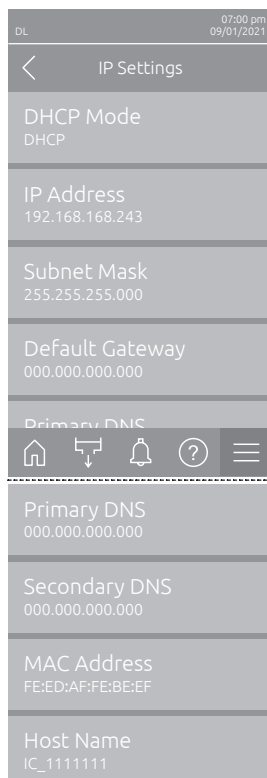 07:00 pm
DL
09/01/2021
IP Settings
DHCP Mode
DHCP
IP Address
192.168.168.243
Subnet Mask
255.255.255.000
Default Gateway
000.000.000.000
Primary DNS
?
Primary DNS
000.000.000.000
Secondary DNS
000.000.000.000
MAC Address
FE:ED:AF:FE:BE:EF
Host Name
IC_1111111